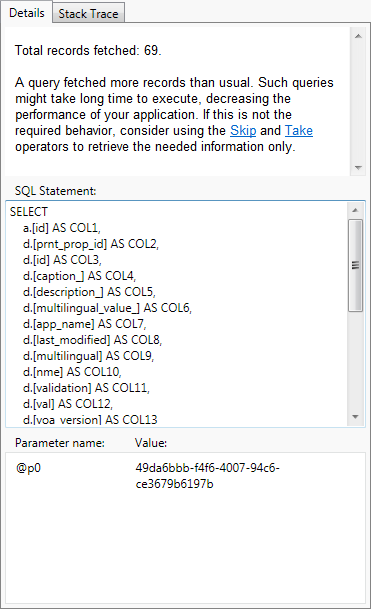 Details Stack Trace
Total records fetched: 69.
A query fetched more records than usual. Such queries
might take long time to execute, decreasing the
performance of your application. If this is not the
required behavior, consider using the Skip and Take
operators to retrieve the needed information only.
SQL Statement:
SELECT
a.[id] AS COL1,
d.[prnt_prop_id] AS COL2,
d.[id] AS COL3,
d.[caption_] AS COL4,
d.[description_] AS COL5,
d.[multilingual_value_] AS COL6,
d.[app_name] AS COL7,
d.[last_modified] AS COL8,
d.[multilingual] AS COL9,
d.[nme] AS COL10,
d.[validation] AS COL11,
d.[val] AS COL12,
d.[voa_version] AS COL13
Parameter name: Value:
@p0 49da6bbb-f4f6-4007-94c6-
ce3679b6197b